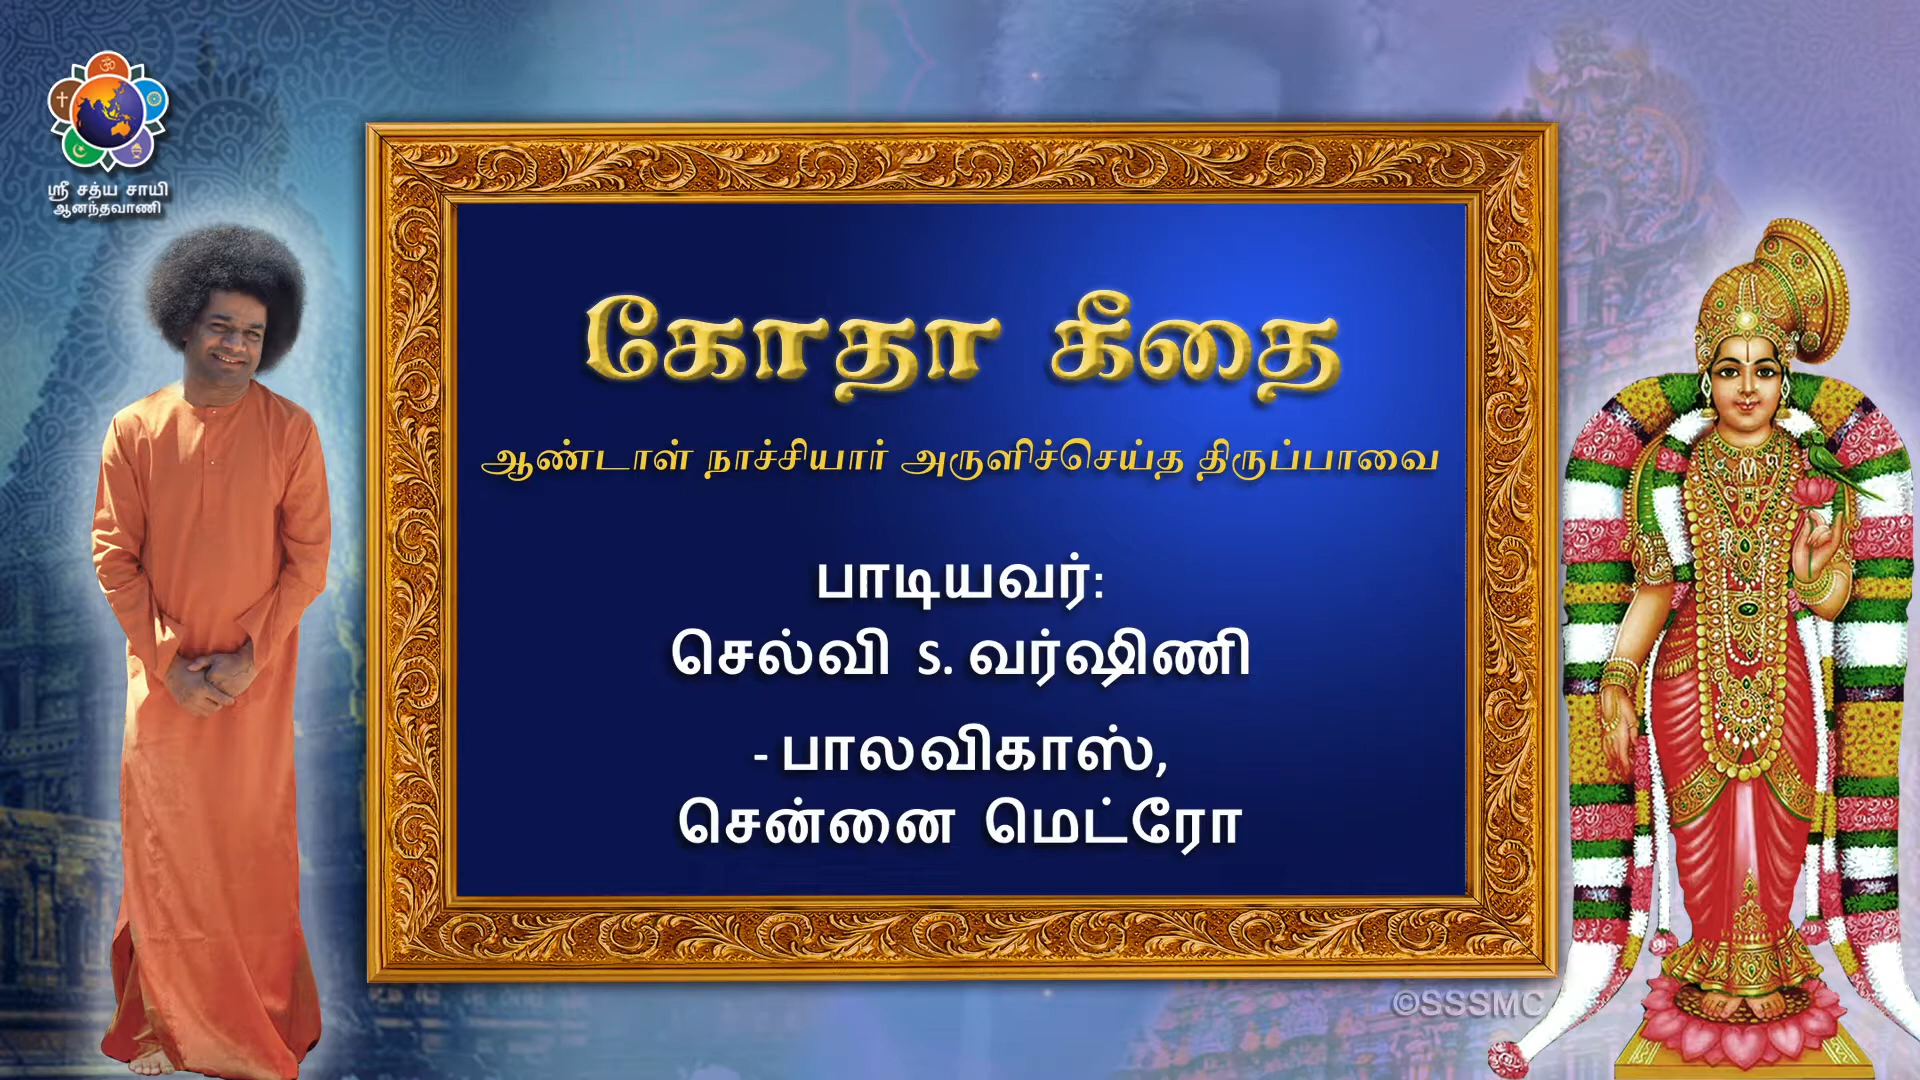 ஸ்ரீ சத்ய சாயி
ஆனந்தவாணி
கோதா கீதை
ஆண்டாள் நாச்சியார் அருளிச்செய்த திருப்பாவை
பாடியவர்:
செல்வி S. வர்ஷிணி
- பாலவிகாஸ்,
சென்னை மெட்ரோ
©SSSMC